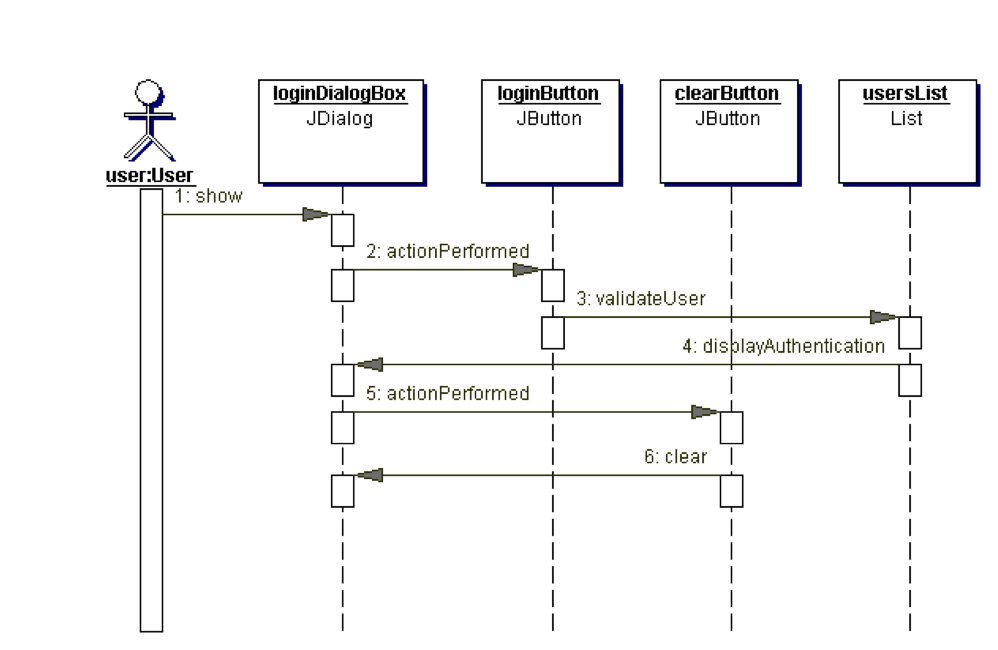 loginDialogBox
JDialog
loginButton
JButton
clearButton
JButton
usersList
List
user:User
1: show
2: actionPerformed
3: validateUser
4: displayAuthentication
5: actionPerformed
6: clear